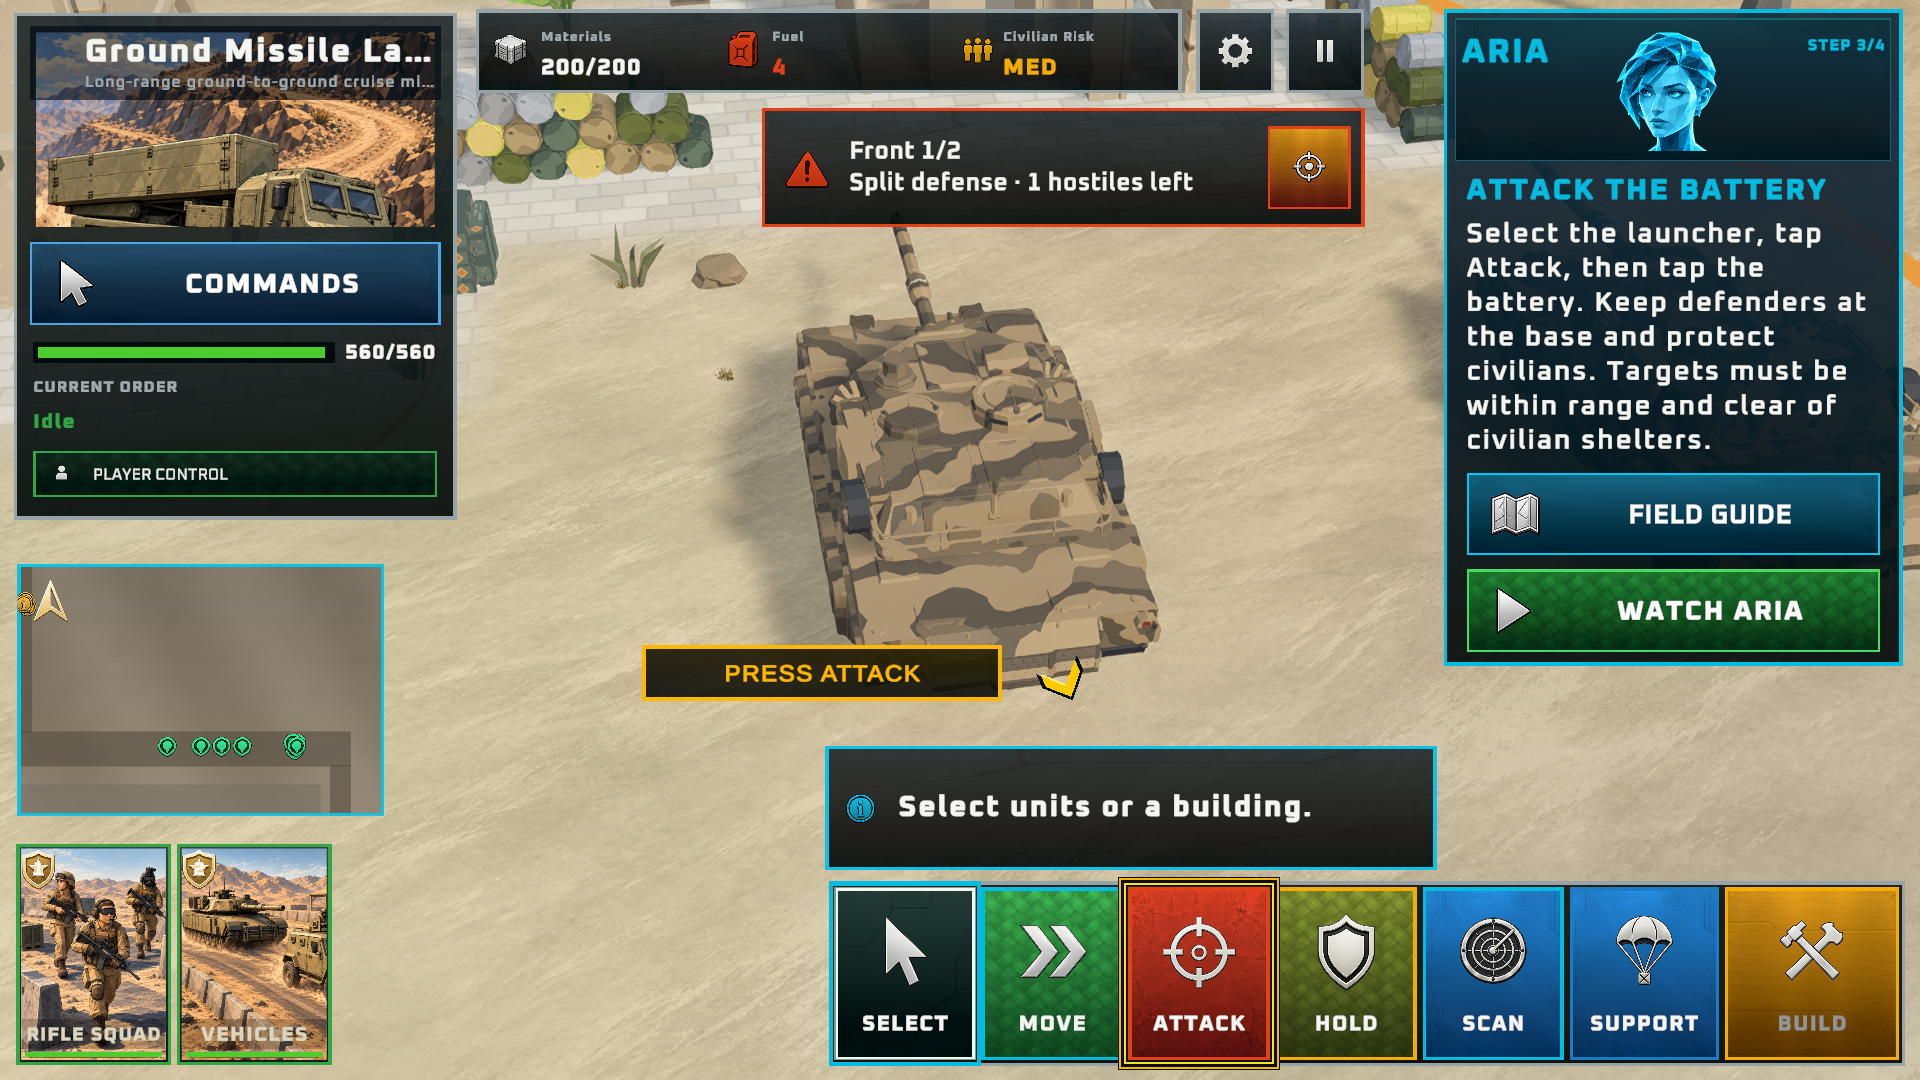 Ground Missile La...
Long-range ground-to-ground cruise mi...
COMMANDS
560/560
CURRENT ORDER
Idle
PLAYER CONTROL
Materials
200/200
Fuel
4
Civilian Risk
MED
Front 1/2
Split defense · 1 hostiles left
ARIA
STEP 3/4
ATTACK THE BATTERY
Select the launcher, tap
Attack, then tap the
battery. Keep defenders at
the base and protect
civilians. Targets must be
within range and clear of
civilian shelters.
FIELD GUIDE
WATCH ARIA
PRESS ATTACK
Select units or a building.
RIFLE SQUAD
VEHICLES
SELECT
MOVE
ATTACK
HOLD
SCAN
SUPPORT
BUILD